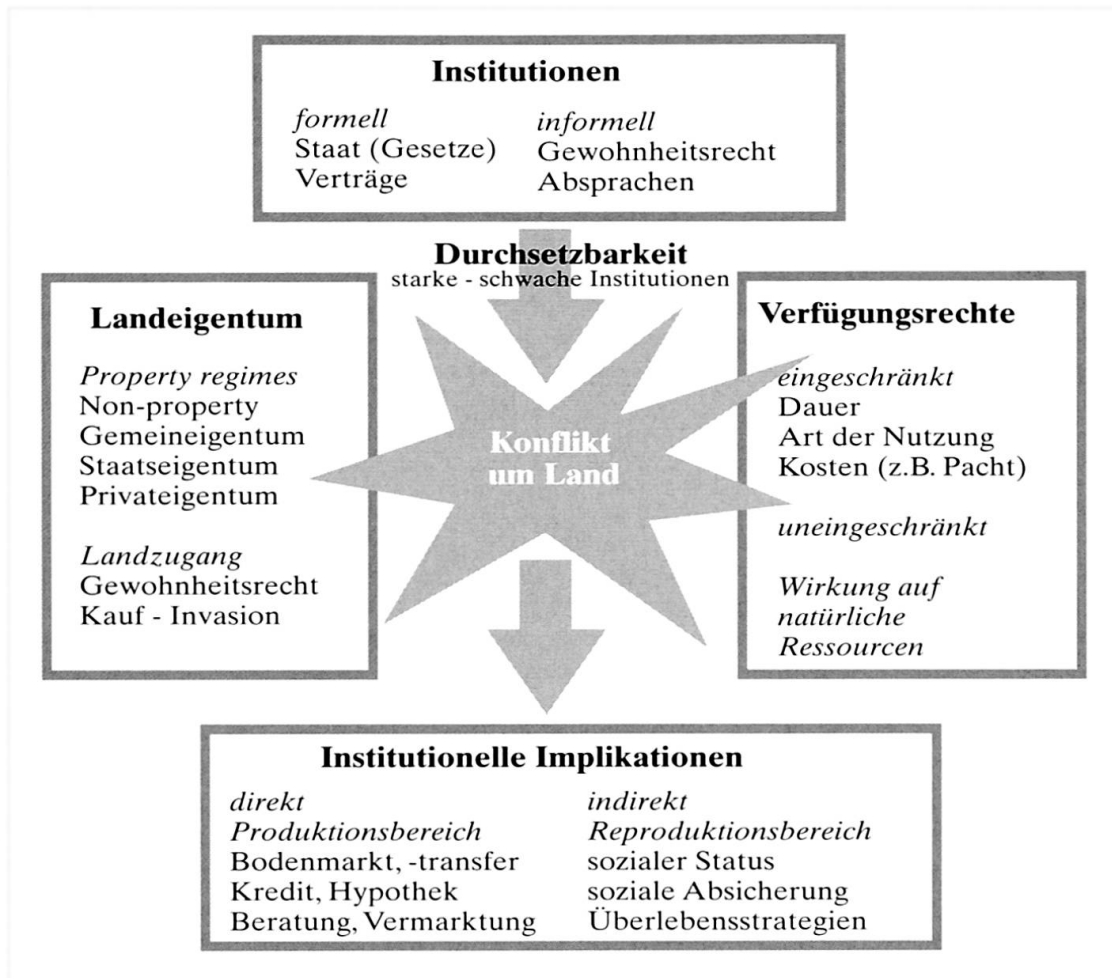 Institutionen
formell
Staat (Gesetze)
Verträge
informell
Gewohnheitsrecht
Absprachen
Durchsetzbarkeit
starke - schwache Institutionen
Landeigentum
Property regimes
Non-property
Gemeineigentum
Staatseigentum
Privateigentum
Landzugang
Gewohnheitsrecht
Kauf - Invasion
Konflikt
um Land
Verfügungsrechte
eingeschränkt
Dauer
Art der Nutzung
Kosten (z.B. Pacht)
uneingeschränkt
Wirkung auf
natürliche
Ressourcen
Institutionelle Implikationen
direkt
Produktionsbereich
Bodenmarkt, -transfer
Kredit, Hypothek
Beratung, Vermarktung
indirekt
Reproduktionsbereich
sozialer Status
soziale Absicherung
Überlebensstrategien